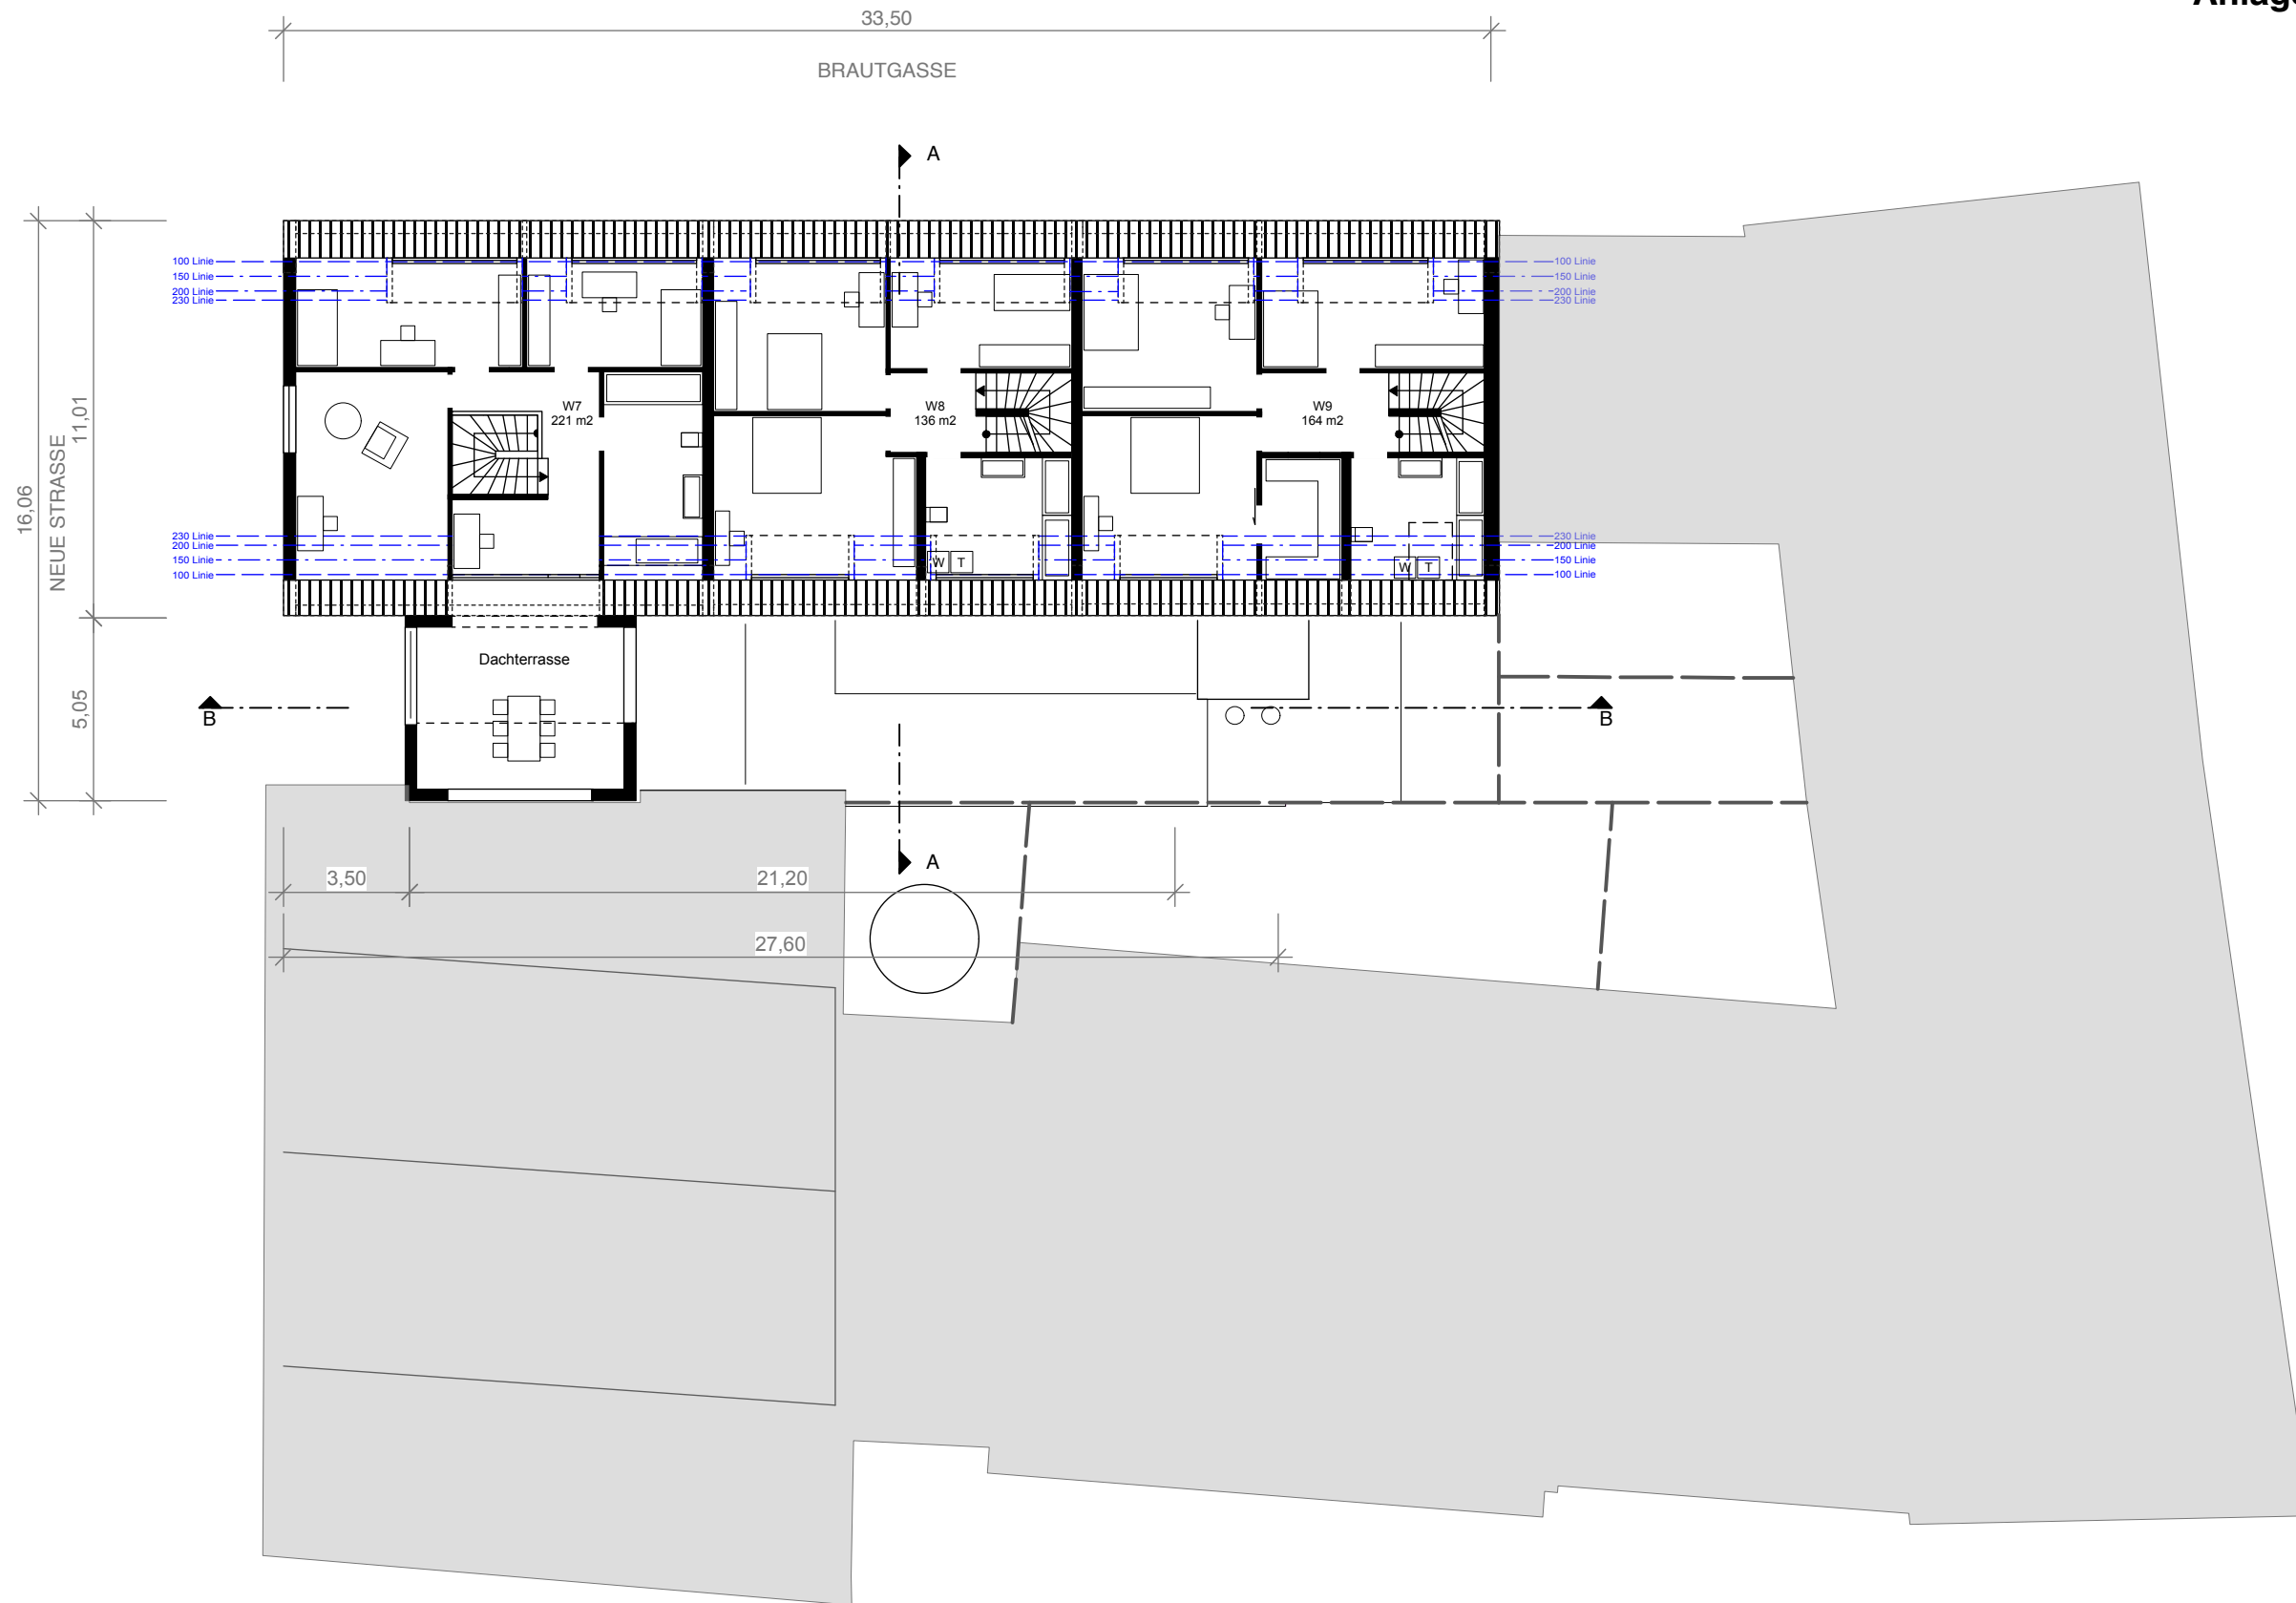 33,50
BRAUTGASSE
A
100 Linie
150 Linie
200 Linie
230 Linie
100 Linie
150 Linie
200 Linie
230 Linie
W7
221 m2
W8
136 m2
W9
164 m2
11,01
16,06
NEUE STRASSE
230 Linie
200 Linie
150 Linie
100 Linie
W T
W T
230 Linie
200 Linie
150 Linie
100 Linie
Dachterrasse
5,05
B
B
A
3,50
21,20
27,60